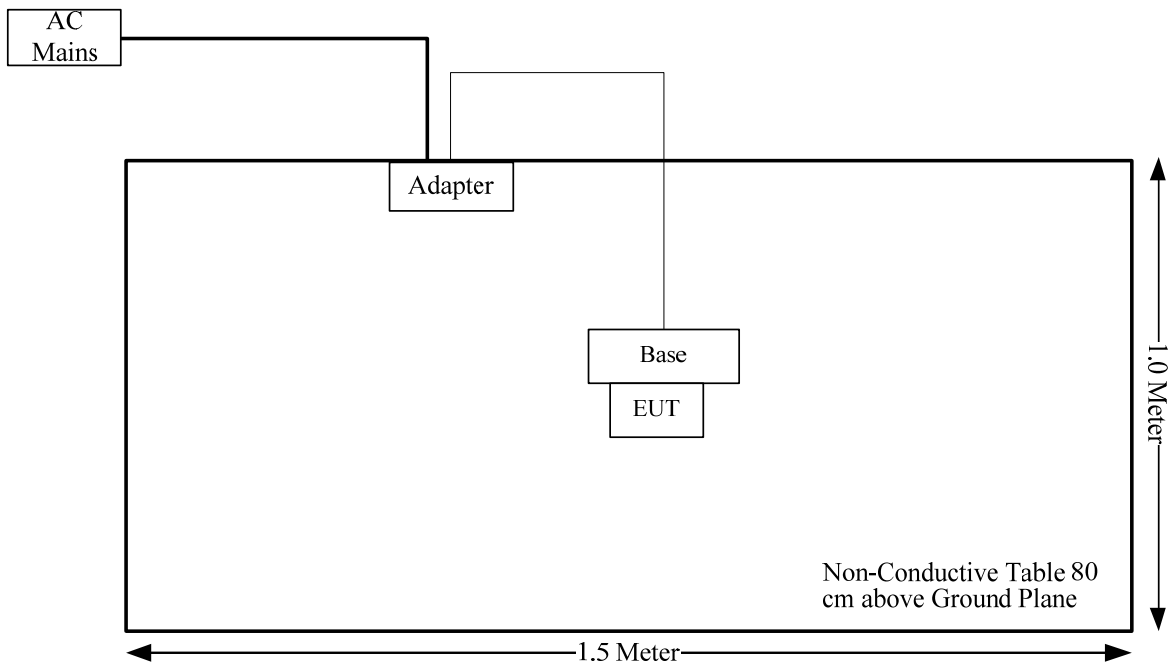 AC
Mains
Adapter
Base
EUT
1.0 Meter
Non-Conductive Table 80
cm above Ground Plane
1.5 Meter